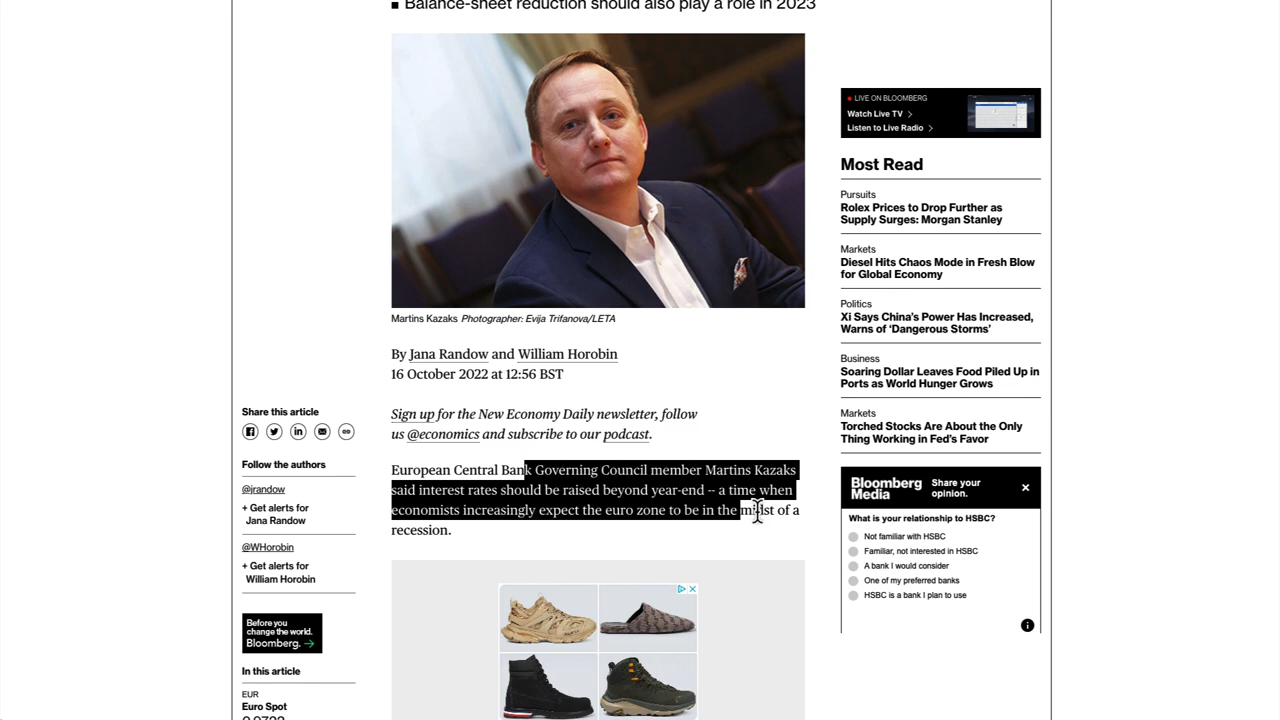 Balance-sheet reduction should also play a role in 2023
Martins Kazaks Photographer: Evija Trifanova/LETA
By Jana Randow and William Horobin
16 October 2022 at 12:56 BST
Sign up for the New Economy Daily newsletter, follow
us @economics and subscribe to our podcast.
European Central Bank Governing Council member Martins Kazaks
said interest rates should be raised beyond year-end -- a time when
economists increasingly expect the euro zone to be in the midst of a
recession.
Share this article
Follow the authors
@jrandow
+ Get alerts for
Jana Randow
@WHorobin
+ Get alerts for
William Horobin
Before you
change the world.
Bloomberg. →
In this article
EUR
Euro Spot
LIVE ON BLOOMBERG
Watch Live TV >
Listen to Live Radio >
Most Read
Pursuits
Rolex Prices to Drop Further as
Supply Surges: Morgan Stanley
Markets
Diesel Hits Chaos Mode in Fresh Blow
for Global Economy
Politics
Xi Says China's Power Has Increased,
Warns of 'Dangerous Storms'
Business
Soaring Dollar Leaves Food Piled Up in
Ports as World Hunger Grows
Markets
Torched Stocks Are About the Only
Thing Working in Fed's Favor
Bloomberg
Media
Share your
opinion.
What is your relationship to HSBC?
Not familiar with HSBC
Familiar, not interested in HSBC
A bank I would consider
One of my preferred banks
HSBC is a bank I plan to use